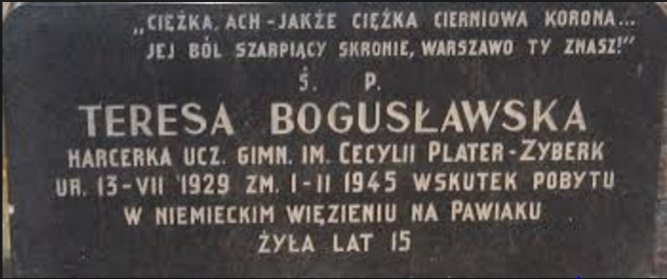 „CIĘŻKA, ACH - JAKŻE CIĘŻKA CIERNIOWA KORONA...
JEJ BÓL SZARPIĄCY SKRONIE, WARSZAWO TY ZNASZ!"
Ś. P.
TERESA BOGUSŁAWSKA
HARCERKA UCZ. GIMN. IM. CECYLII PLATER-ZYBERK
UR. 13-VII 1929 ZM. 1-II 1945 WSKUTEK POBYTU
W NIEMIECKIM WIĘZIENIU NA PAWIAKU
ŻYŁA LAT 15